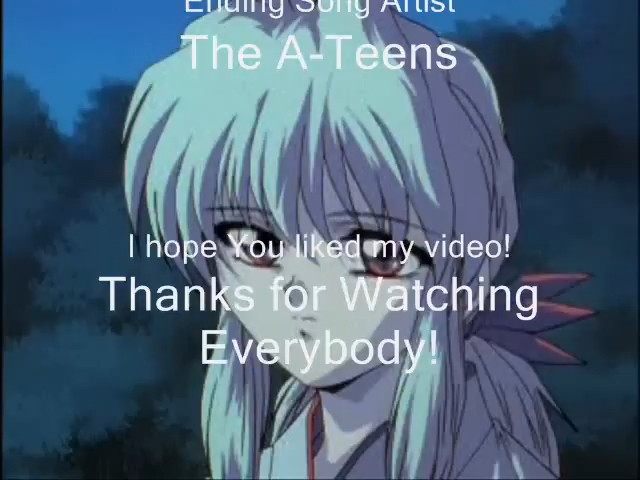 Ending Song Artist
The A-Teens
I hope You liked my video!
Thanks for Watching
Everybody!